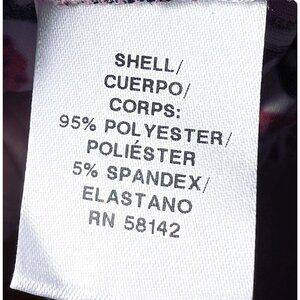 SHELL/
CUERPO/
CORPS:
95% POLYESTER/
POLIÉSTER
5% SPANDEX/
ELASTANO
RN 58142